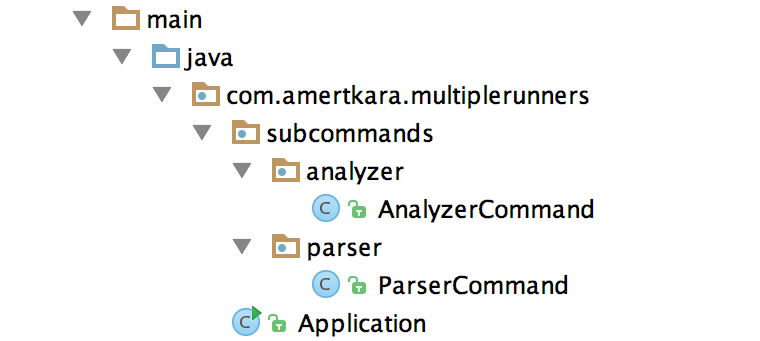 main
java
com.amertkara.multiplerunners
subcommands
analyzer
C T AnalyzerCommand
parser
C T ParserCommand
C T Application